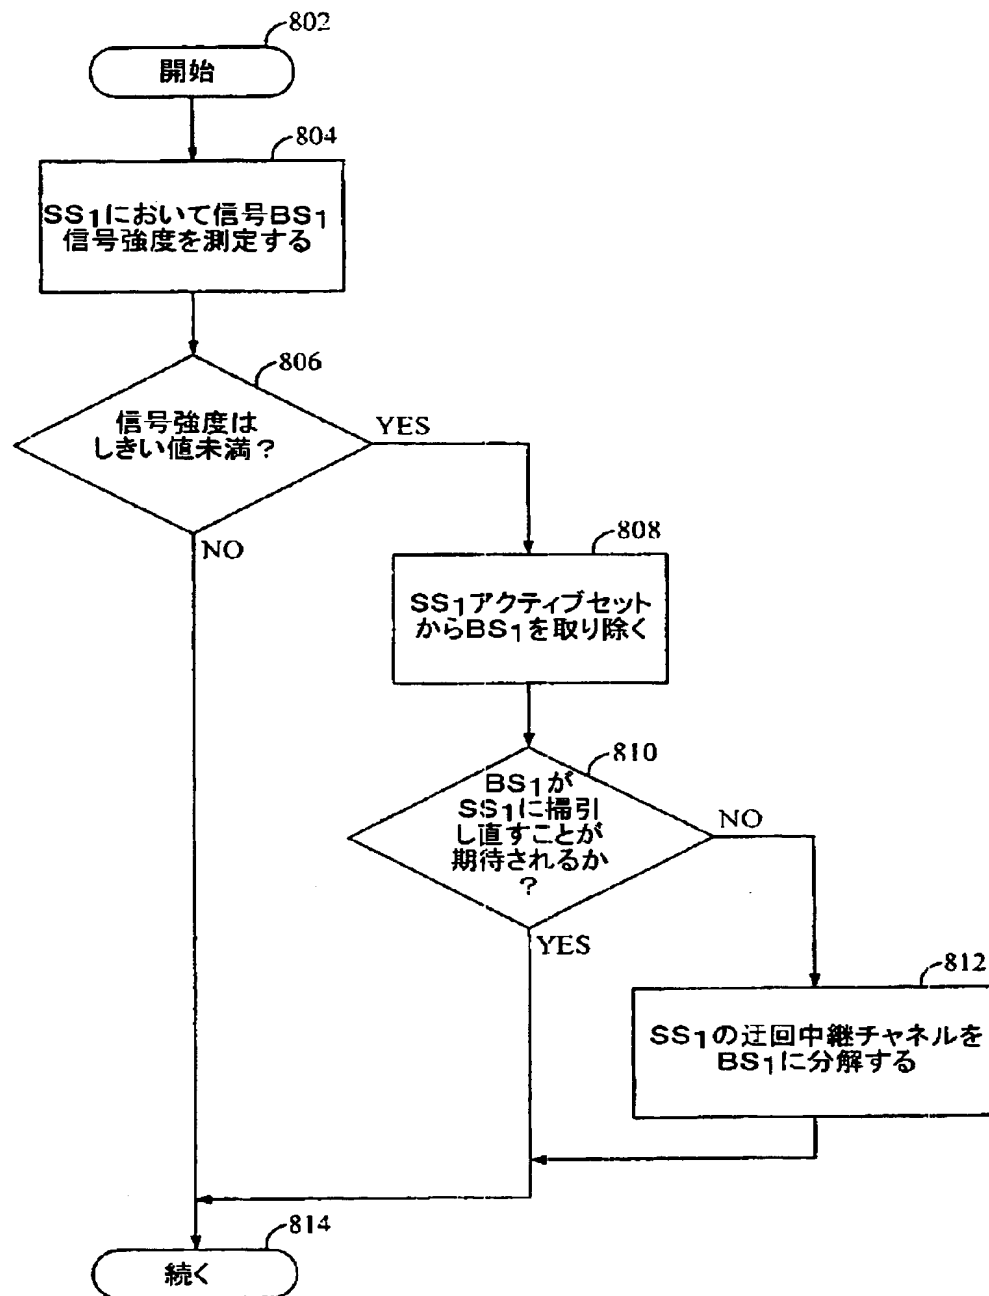 802
開始
804
SS1において信号BS1
信号強度を測定する
806
信号強度は
しきい値未満？
YES
NO
808
SS1アクティブセット
からBS1を取り除く
810
BS1が
SS1に掃引
し直すことが
期待されるか
？
NO
YES
812
SS1の迂回中継チャネルを
BS1に分解する
814
続く